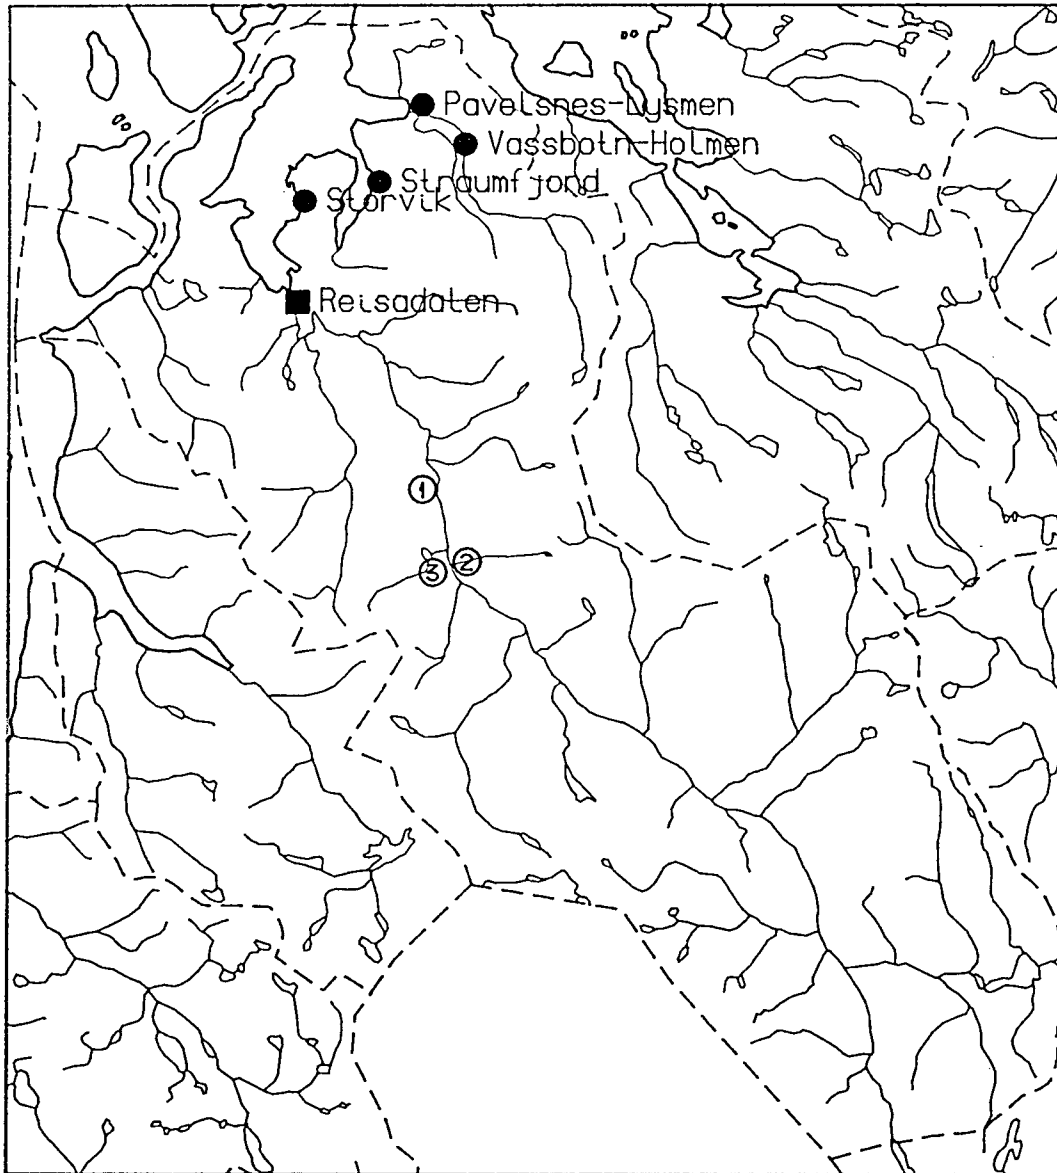 Pavelsnes-Lysmen
Vassbotn-Holmen
Straumfjord
Storvik
Reisadalen
1
2
3